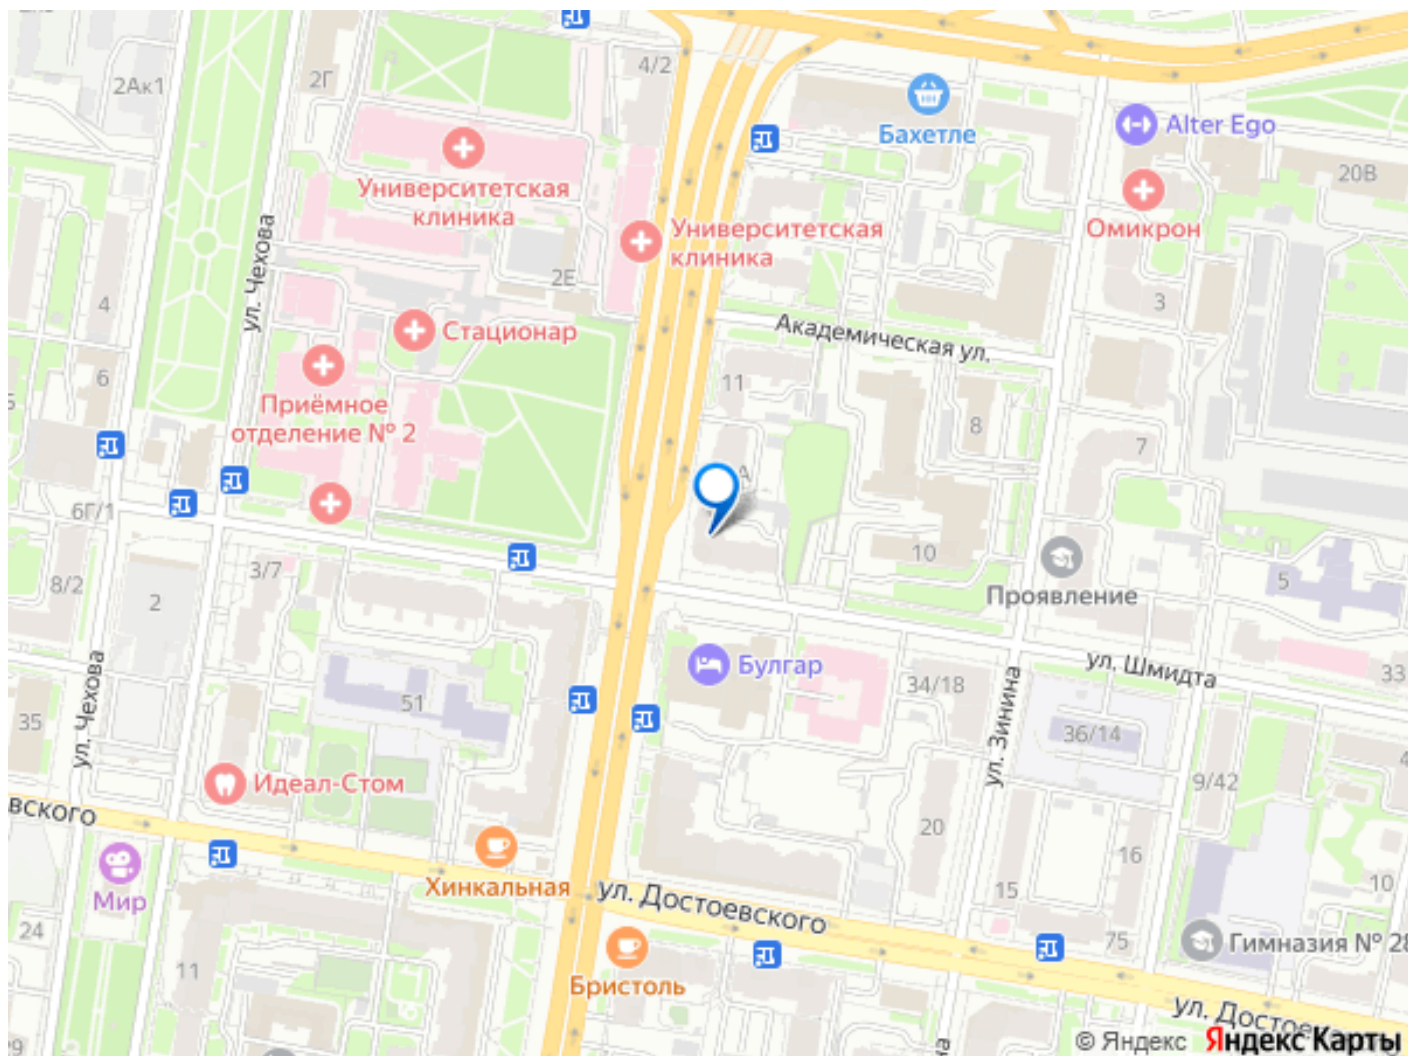 4/2
2Г
2Ак1
Бахетле
Alter Ego
20В
Университетская
клиника
Омикрон
Университетская
клиника
ул. Чехова
2Е
3
4
Стационар
Академическая ул.
6
11
Приёмное
отделение № 2
8
7
А
6Г/1
10
3/7
5
8/2
2
Проявление
Булгар
ул. Шмидта
34/18
33
51
ул. Чехова
35
ул. Зинина
36/14
9/42
4
Идеал-Стом
вского
20
16
Хинкальная
ул. Достоевского
15
10
Мир
24
75
Гимназия № 28
11
Бристоль
ул. Достоевс
на
© Яндекс Яндекс Карты